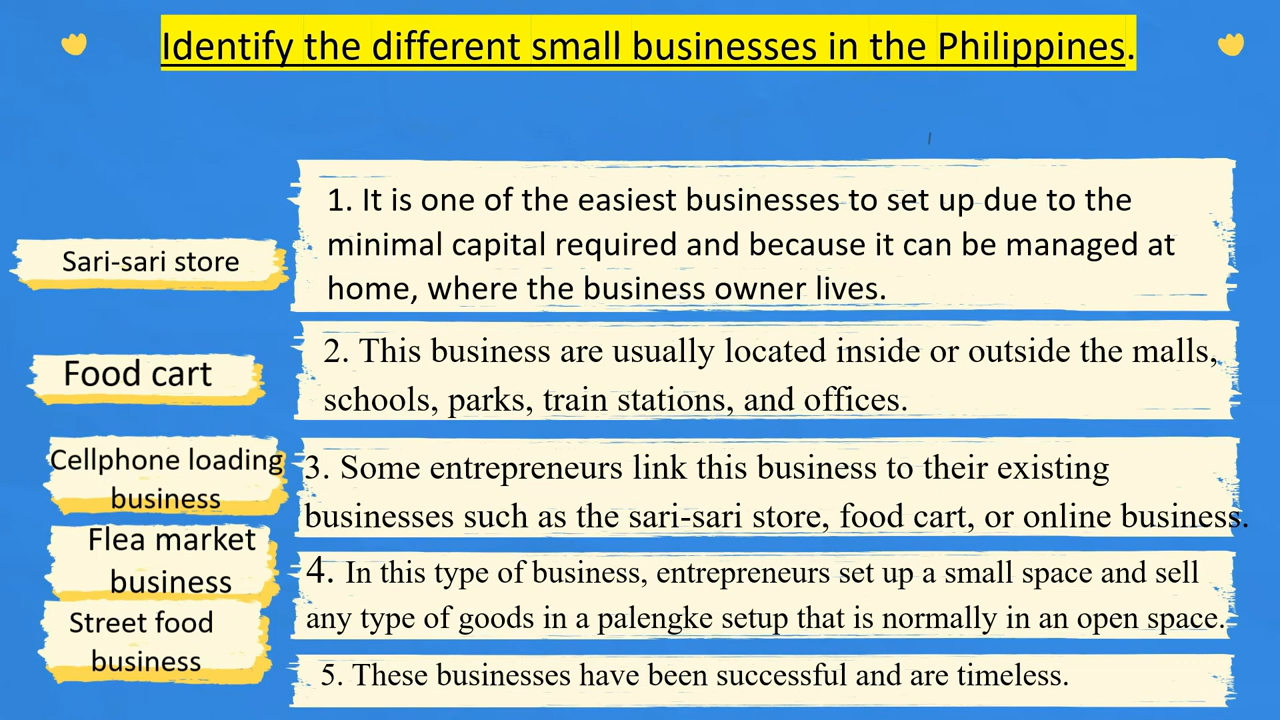 Identify the different small businesses in the Philippines.
Sari-sari store
1. It is one of the easiest businesses to set up due to the
minimal capital required and because it can be managed at
home, where the business owner lives.
Food cart
2. This business are usually located inside or outside the malls,
schools, parks, train stations, and offices.
Cellphone loading
business
3. Some entrepreneurs link this business to their existing
businesses such as the sari-sari store, food cart, or online business.
Flea market
business
4. In this type of business, entrepreneurs set up a small space and sell
any type of goods in a palengke setup that is normally in an open space.
Street food
business
5. These businesses have been successful and are timeless.